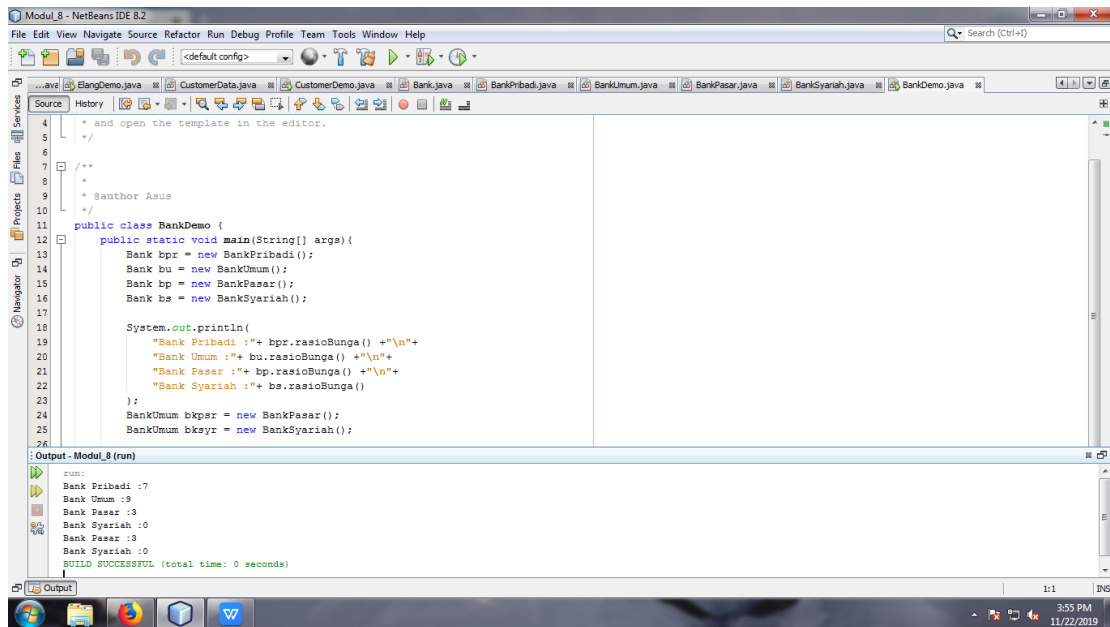 Modul_8 - NetBeans IDE 8.2
File Edit View Navigate Source Refactor Run Debug Profile Team Tools Window Help
Search (Ctrl+I)
<default config>
...ava ElangDemo.java CustomerData.java CustomerDemo.java Bank.java BankPribadi.java BankUmum.java BankPasar.java BankSyariah.java BankDemo.java
Source History
Services
Files
Projects
Navigator
4 * and open the template in the editor.
5 */
6
7 /**
8 *
9 * @author Asus
10 */
11 public class BankDemo {
12 public static void main(String[] args){
13 Bank bpr = new BankPribadi();
14 Bank bu = new BankUmum();
15 Bank bp = new BankPasar();
16 Bank bs = new BankSyariah();
17
18 System.out.println(
19 "Bank Pribadi :"+ bpr.rasioBunga() +"\n"+
20 "Bank Umum :"+ bu.rasioBunga() +"\n"+
21 "Bank Pasar :"+ bp.rasioBunga() +"\n"+
22 "Bank Syariah :"+ bs.rasioBunga()
23 );
24 BankUmum bkpsr = new BankPasar();
25 BankUmum bksyr = new BankSyariah();
26
Output - Modul_8 (run)
run:
Bank Pribadi :7
Bank Umum :9
Bank Pasar :3
Bank Syariah :0
Bank Pasar :3
Bank Syariah :0
BUILD SUCCESSFUL (total time: 0 seconds)
Output
1:1 INS
3:55 PM
11/22/2019